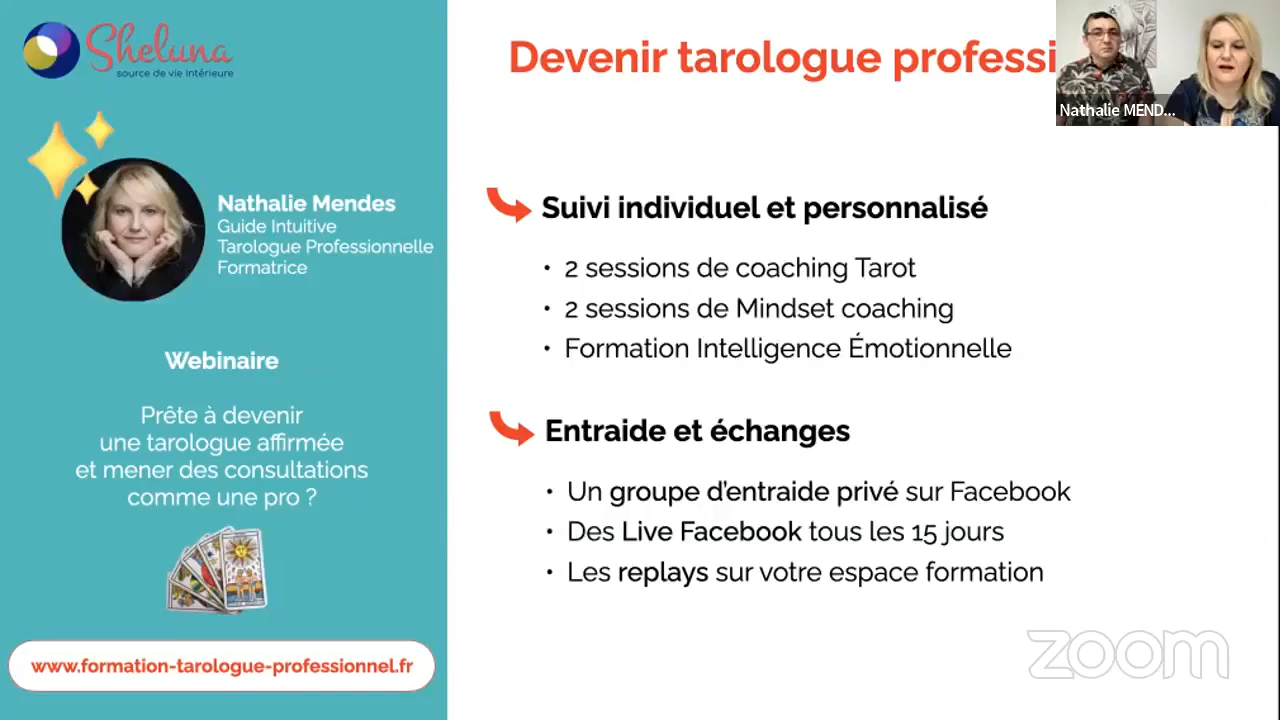 Sheluna
source de vie intérieure
Nathalie Mendes
Guide Intuitive
Tarologue Professionnelle
Formatrice
Webinaire
Prête à devenir
une tarologue affirmée
et mener des consultations
comme une pro ?
www.formation-tarologue-professionnel.fr
Devenir tarologue professi
Nathalie MEND...
Suivi individuel et personnalisé
• 2 sessions de coaching Tarot
• 2 sessions de Mindset coaching
• Formation Intelligence Émotionnelle
Entraide et échanges
• Un groupe d'entraide privé sur Facebook
• Des Live Facebook tous les 15 jours
• Les replays sur votre espace formation
zoom